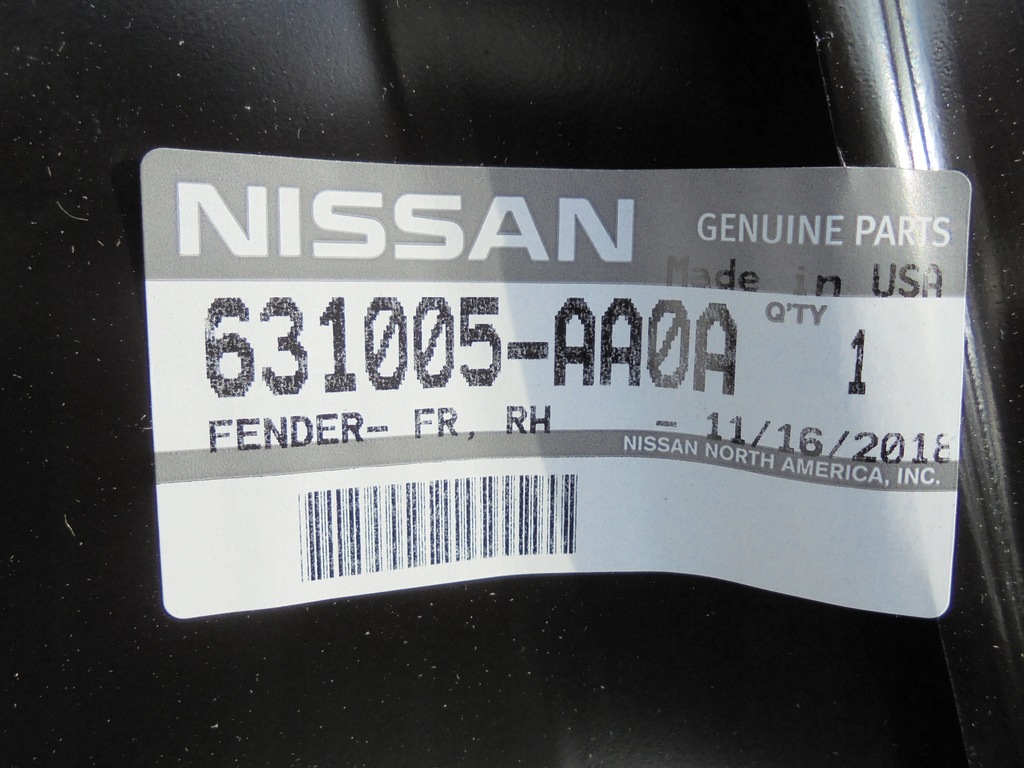 NISSAN GENUINE PARTS
Made in USA
631005-AA0A Q'TY 1
FENDER- FR, RH - 11/16/2018
NISSAN NORTH AMERICA, INC.